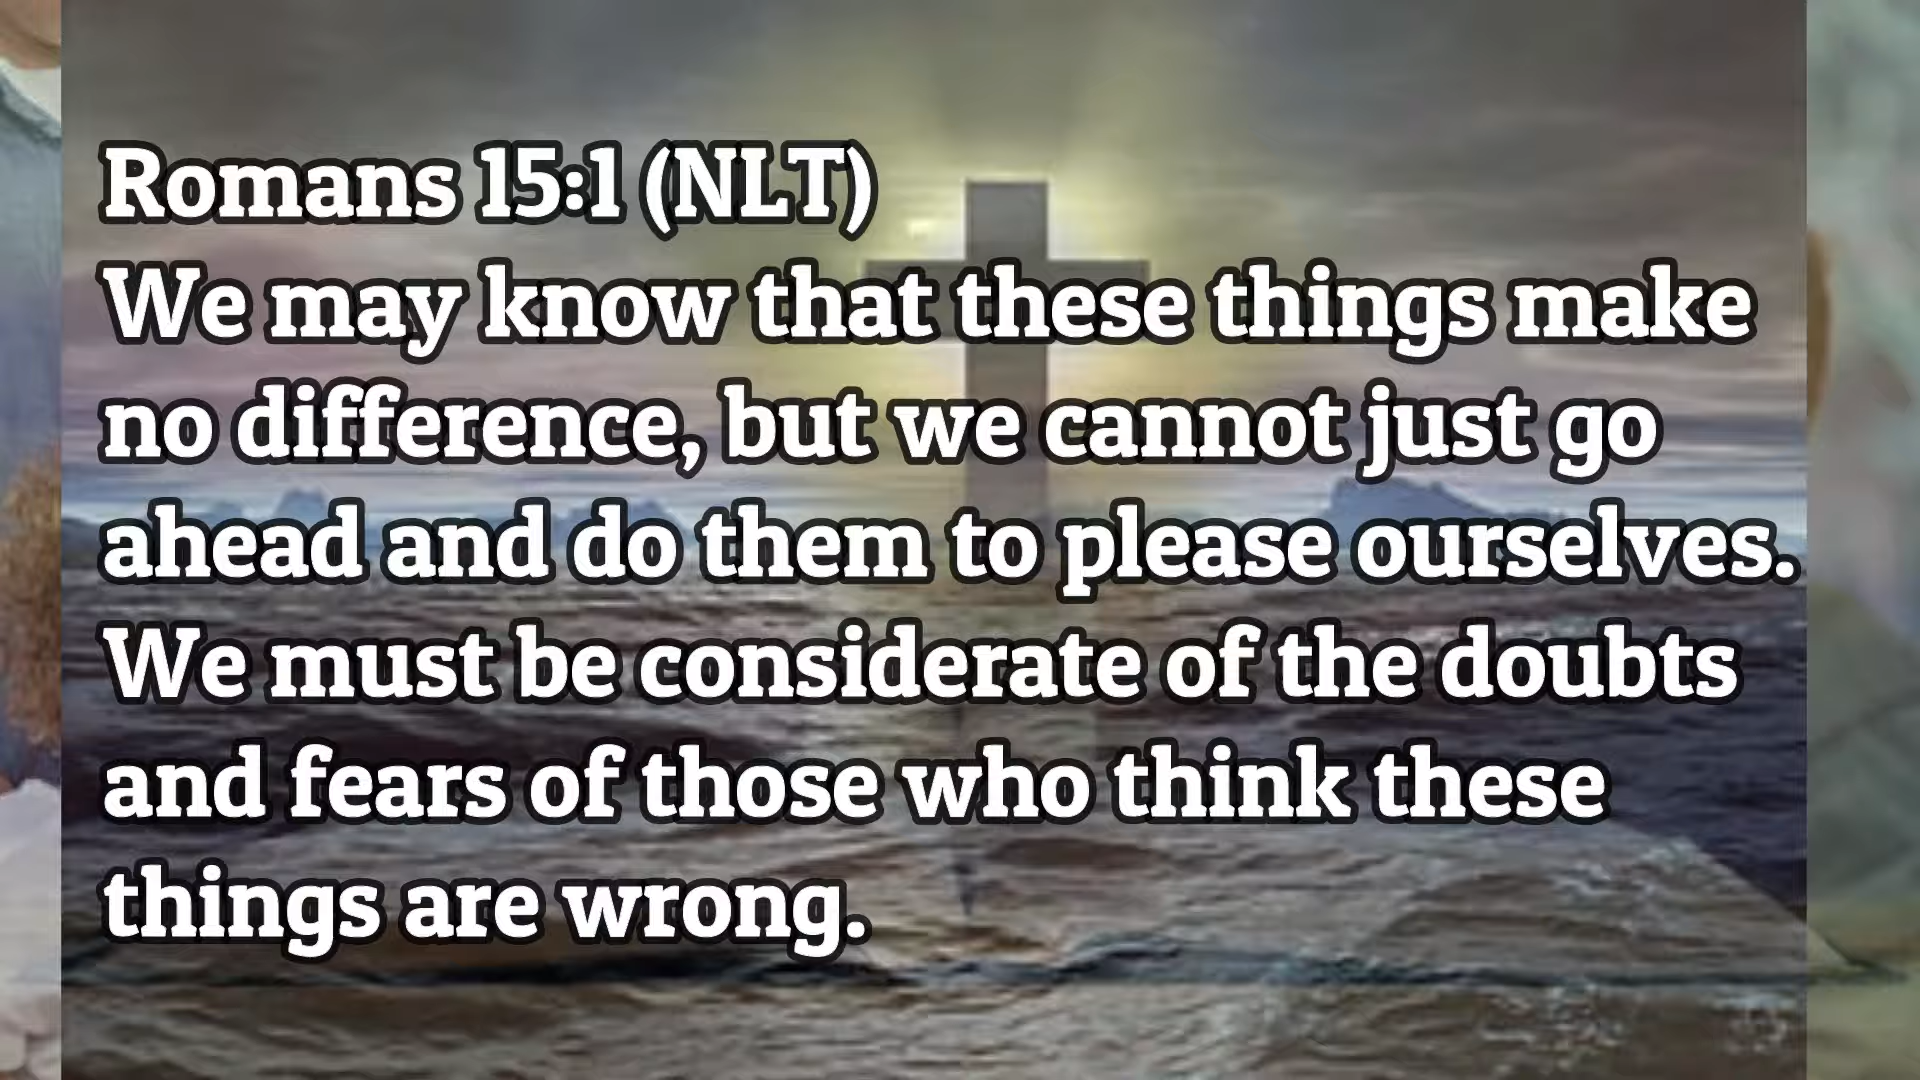 Romans 15:1 (NLT)
We may know that these things make
no difference, but we cannot just go
ahead and do them to please ourselves.
We must be considerate of the doubts
and fears of those who think these
things are wrong.